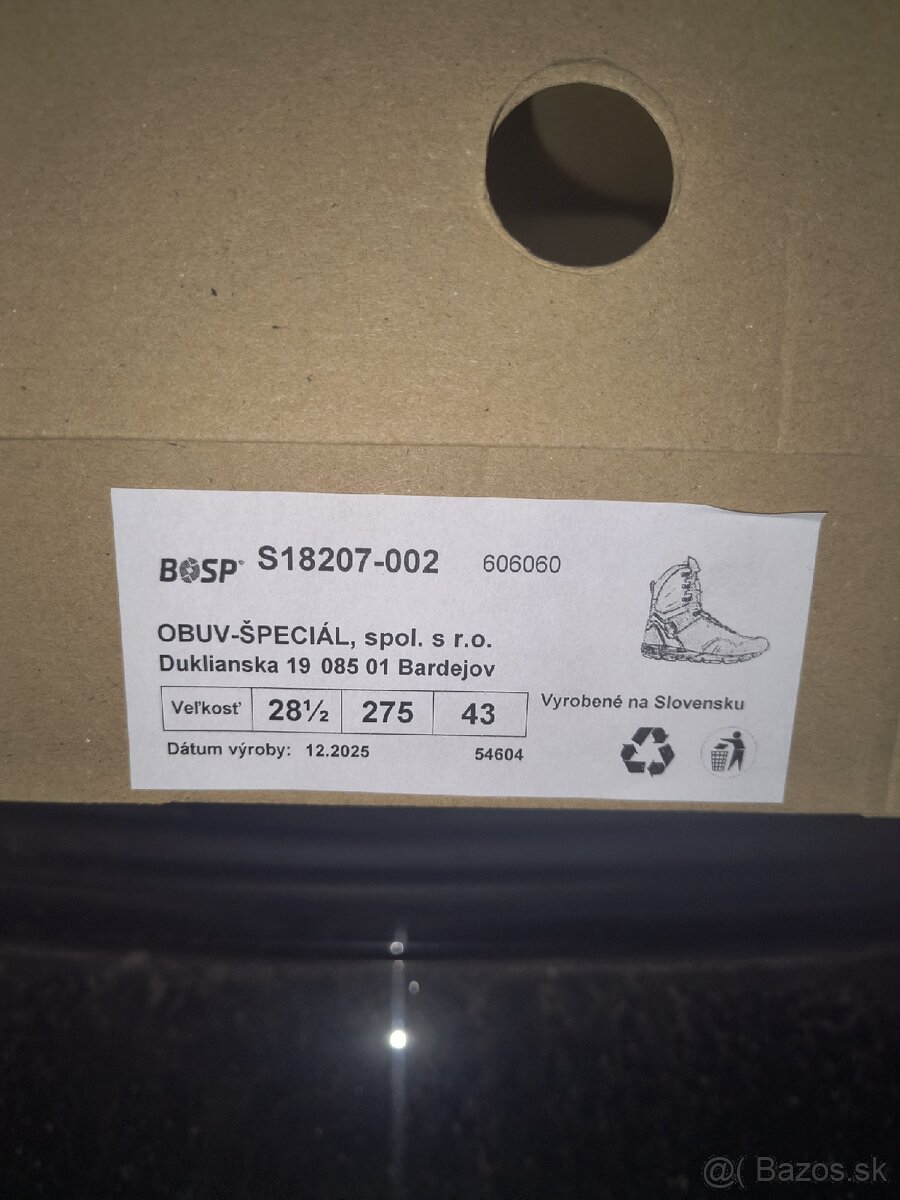 BOSP® S18207-002 606060
OBUV-ŠPECIÁL, spol. s r.o.
Duklianska 19 085 01 Bardejov
Veľkosť 28½ 275 43
Vyrobené na Slovensku
Dátum výroby: 12.2025 54604
@( Bazos.sk